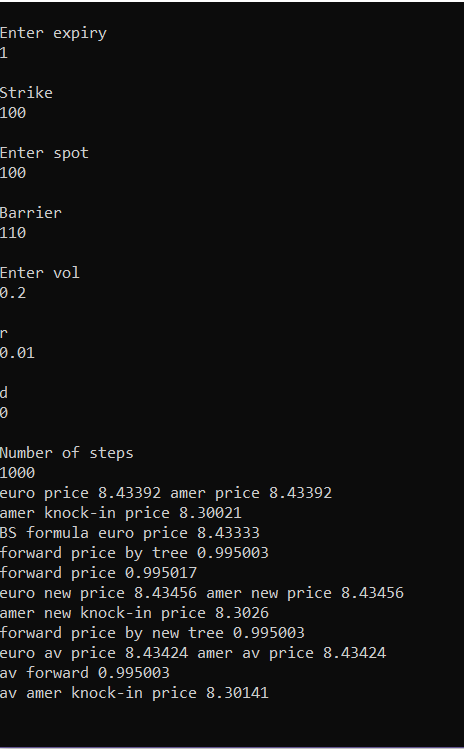 Enter expiry
1
Strike
100
Enter spot
100
Barrier
110
Enter vol
0.2
r
0.01
d
0
Number of steps
1000
euro price 8.43392 amer price 8.43392
amer knock-in price 8.30021
BS formula euro price 8.43333
forward price by tree 0.995003
forward price 0.995017
euro new price 8.43456 amer new price 8.43456
amer new knock-in price 8.3026
forward price by new tree 0.995003
euro av price 8.43424 amer av price 8.43424
av forward 0.995003
av amer knock-in price 8.30141